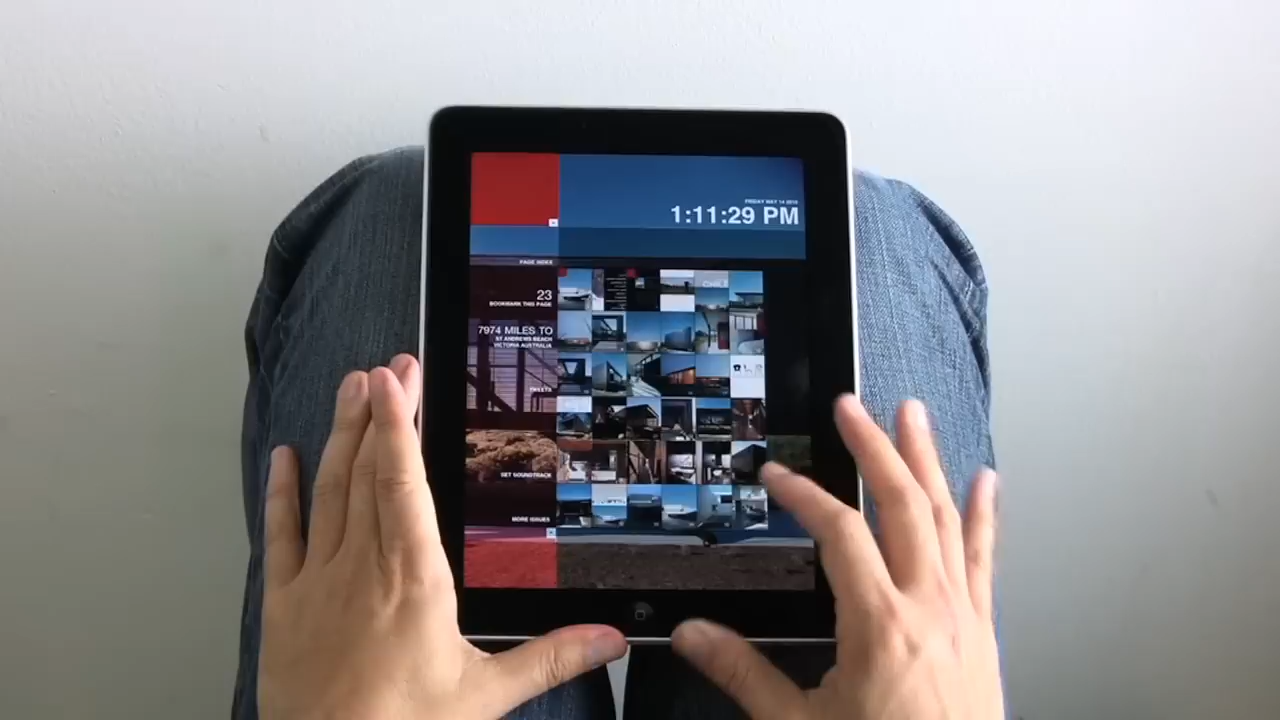 FRIDAY MAY 14 2010
1:11:29 PM
PAGE INDEX
23
BOOKMARK THIS PAGE
7974 MILES TO
ST ANDREWS BEACH
VICTORIA AUSTRALIA
TWEETS
GET SOUNDTRACK
MORE ISSUES